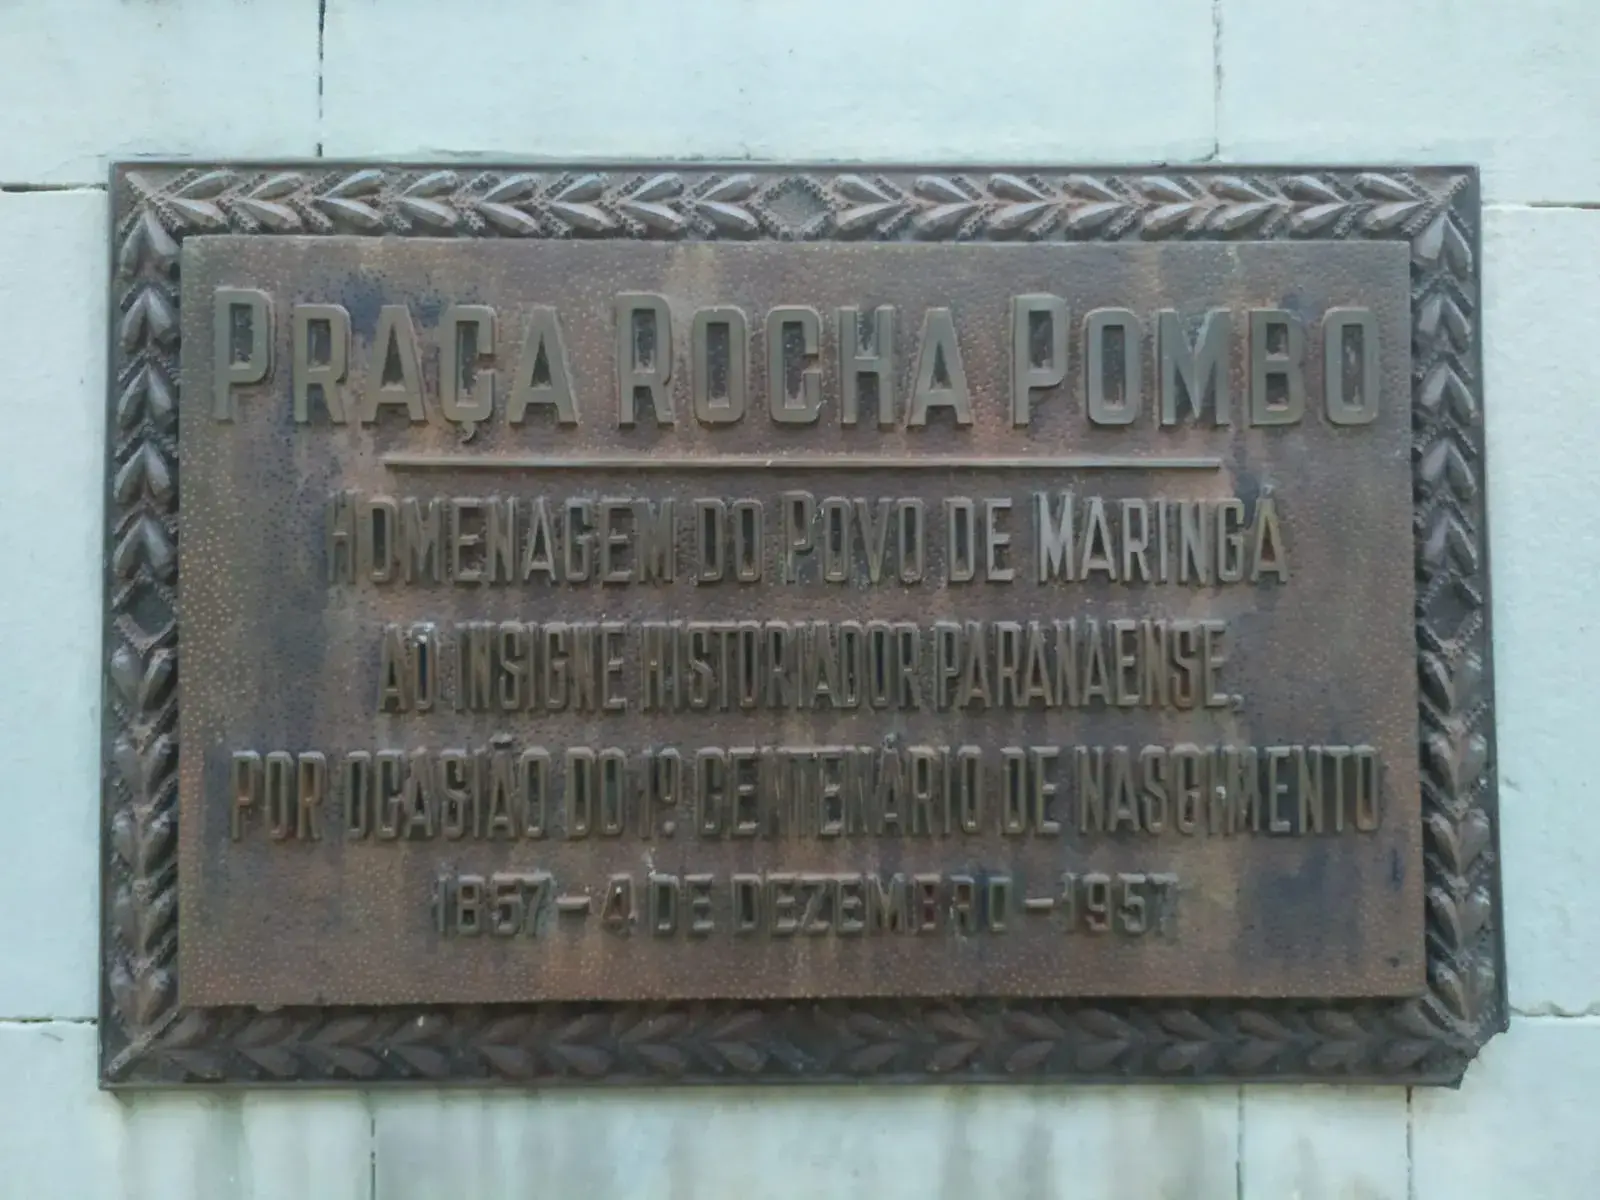 PRAÇA ROCHA POMBO
HOMENAGEM DO POVO DE MARINGÁ
AO INSIGNE HISTORIADOR PARANAENSE,
POR OCASIÃO DO 1º. CENTENÁRIO DE NASCIMENTO
1857 - 4 DE DEZEMBRO - 1957